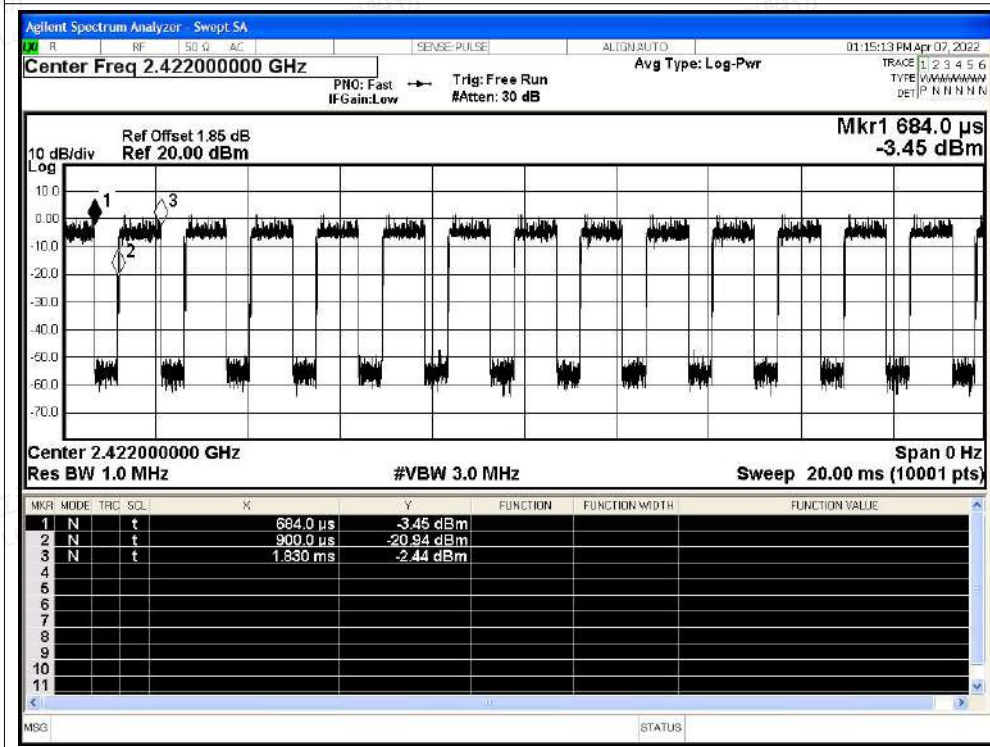 Agilent Spectrum Analyzer - Swept SA
LXI R RF 50 Ω AC SENSE:PULSE ALIGNAUTO 01:15:13 PM Apr 07, 2022
Center Freq 2.422000000 GHz Avg Type: Log-Pwr TRACE 1 2 3 4 5 6
PNO: Fast Trig: Free Run TYPE WWWWWWW
IFGain:Low #Atten: 30 dB DET P N N N N N
Mkr1 684.0 µs
Ref Offset 1.85 dB
10 dB/div Ref 20.00 dBm -3.45 dBm
Log
10.0
1 3
0.00
-10.0
2
-20.0
-30.0
-40.0
-50.0
-60.0
-70.0
Center 2.422000000 GHz Span 0 Hz
Res BW 1.0 MHz #VBW 3.0 MHz Sweep 20.00 ms (10001 pts)
MKR MODE TRC SCL X Y FUNCTION FUNCTION WIDTH FUNCTION VALUE
1 N t 684.0 µs -3.45 dBm
2 N t 900.0 µs -20.94 dBm
3 N t 1.830 ms -2.44 dBm
4
5
6
7
8
9
10
11
MSG STATUS